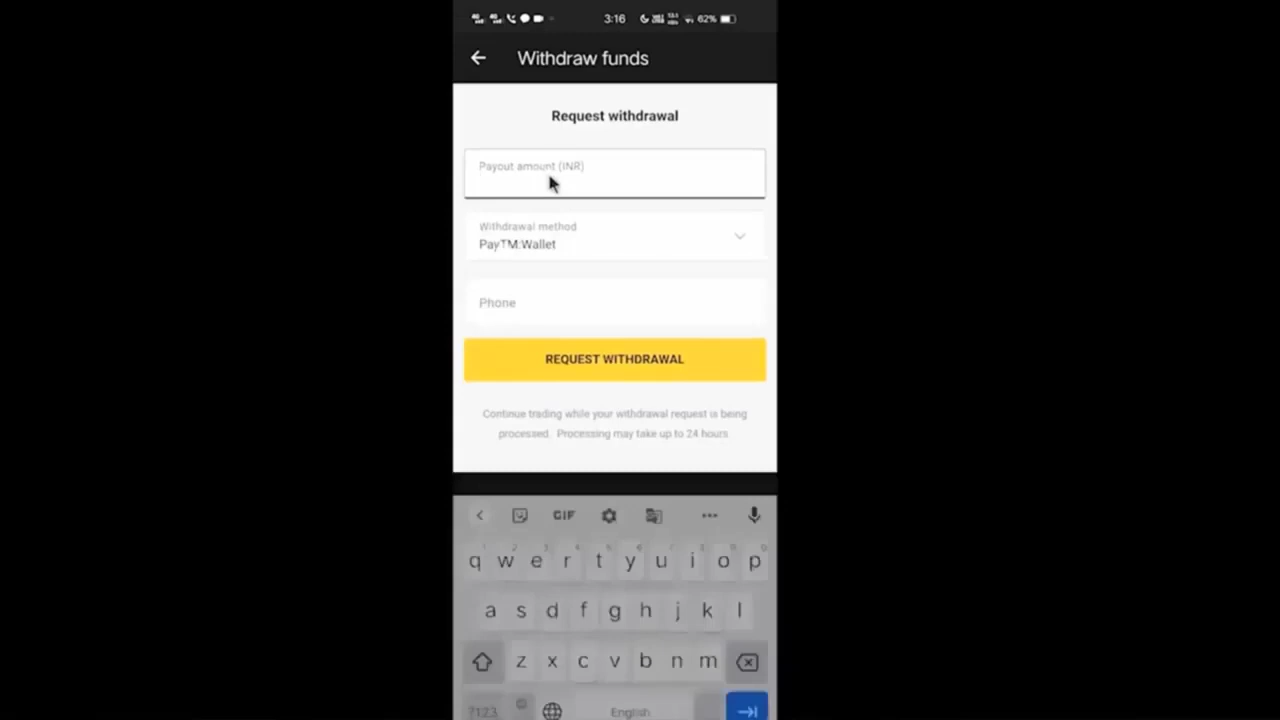 3:16 62%
Withdraw funds
Request withdrawal
Payout amount (INR)
Withdrawal method
PayTM:Wallet
Phone
REQUEST WITHDRAWAL
Continue trading while your withdrawal request is being
processed. Processing may take up to 24 hours
GIF
q w e r t y u i o p
a s d f g h j k l
z x c v b n m
?123 English